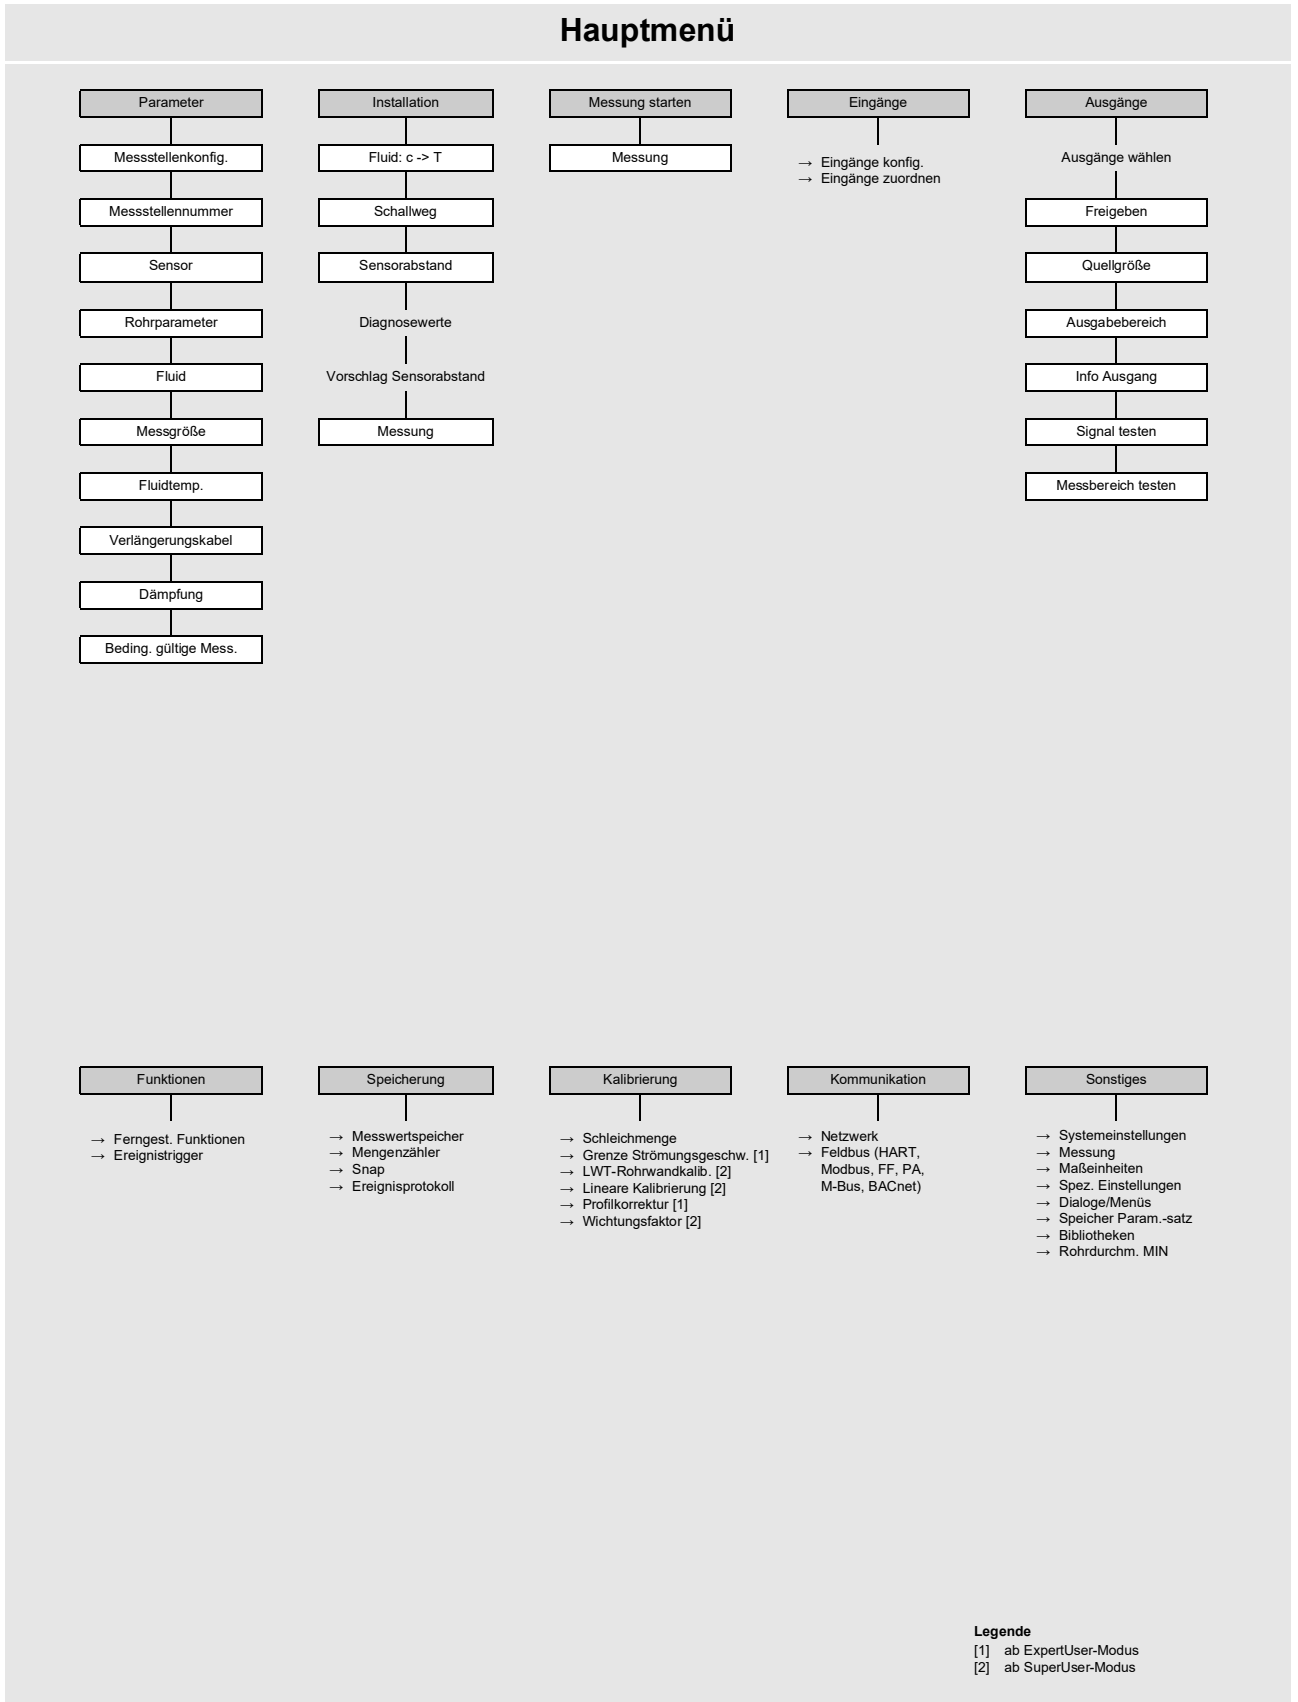 Hauptmenü
Parameter
Messstellenkonfig.
Messstellennummer
Sensor
Rohrparameter
Fluid
Messgröße
Fluidtemp.
Verlängerungskabel
Dämpfung
Beding. gültige Mess.
Installation
Fluid: c -> T
Schallweg
Sensorabstand
Diagnosewerte
Vorschlag Sensorabstand
Messung
Messung starten
Messung
Eingänge
→ Eingänge konfig.
→ Eingänge zuordnen
Ausgänge
Ausgänge wählen
Freigeben
Quellgröße
Ausgabebereich
Info Ausgang
Signal testen
Messbereich testen
Funktionen
→ Ferngest. Funktionen
→ Ereignistrigger
Speicherung
→ Messwertspeicher
→ Mengenzähler
→ Snap
→ Ereignisprotokoll
Kalibrierung
→ Schleichmenge
→ Grenze Strömungsgeschw. [1]
→ LWT-Rohrwandkalib. [2]
→ Lineare Kalibrierung [2]
→ Profilkorrektur [1]
→ Wichtungsfaktor [2]
Kommunikation
→ Netzwerk
→ Feldbus (HART,
Modbus, FF, PA,
M-Bus, BACnet)
Sonstiges
→ Systemeinstellungen
→ Messung
→ Maßeinheiten
→ Spez. Einstellungen
→ Dialoge/Menüs
→ Speicher Param.-satz
→ Bibliotheken
→ Rohrdurchm. MIN
Legende
[1] ab ExpertUser-Modus
[2] ab SuperUser-Modus